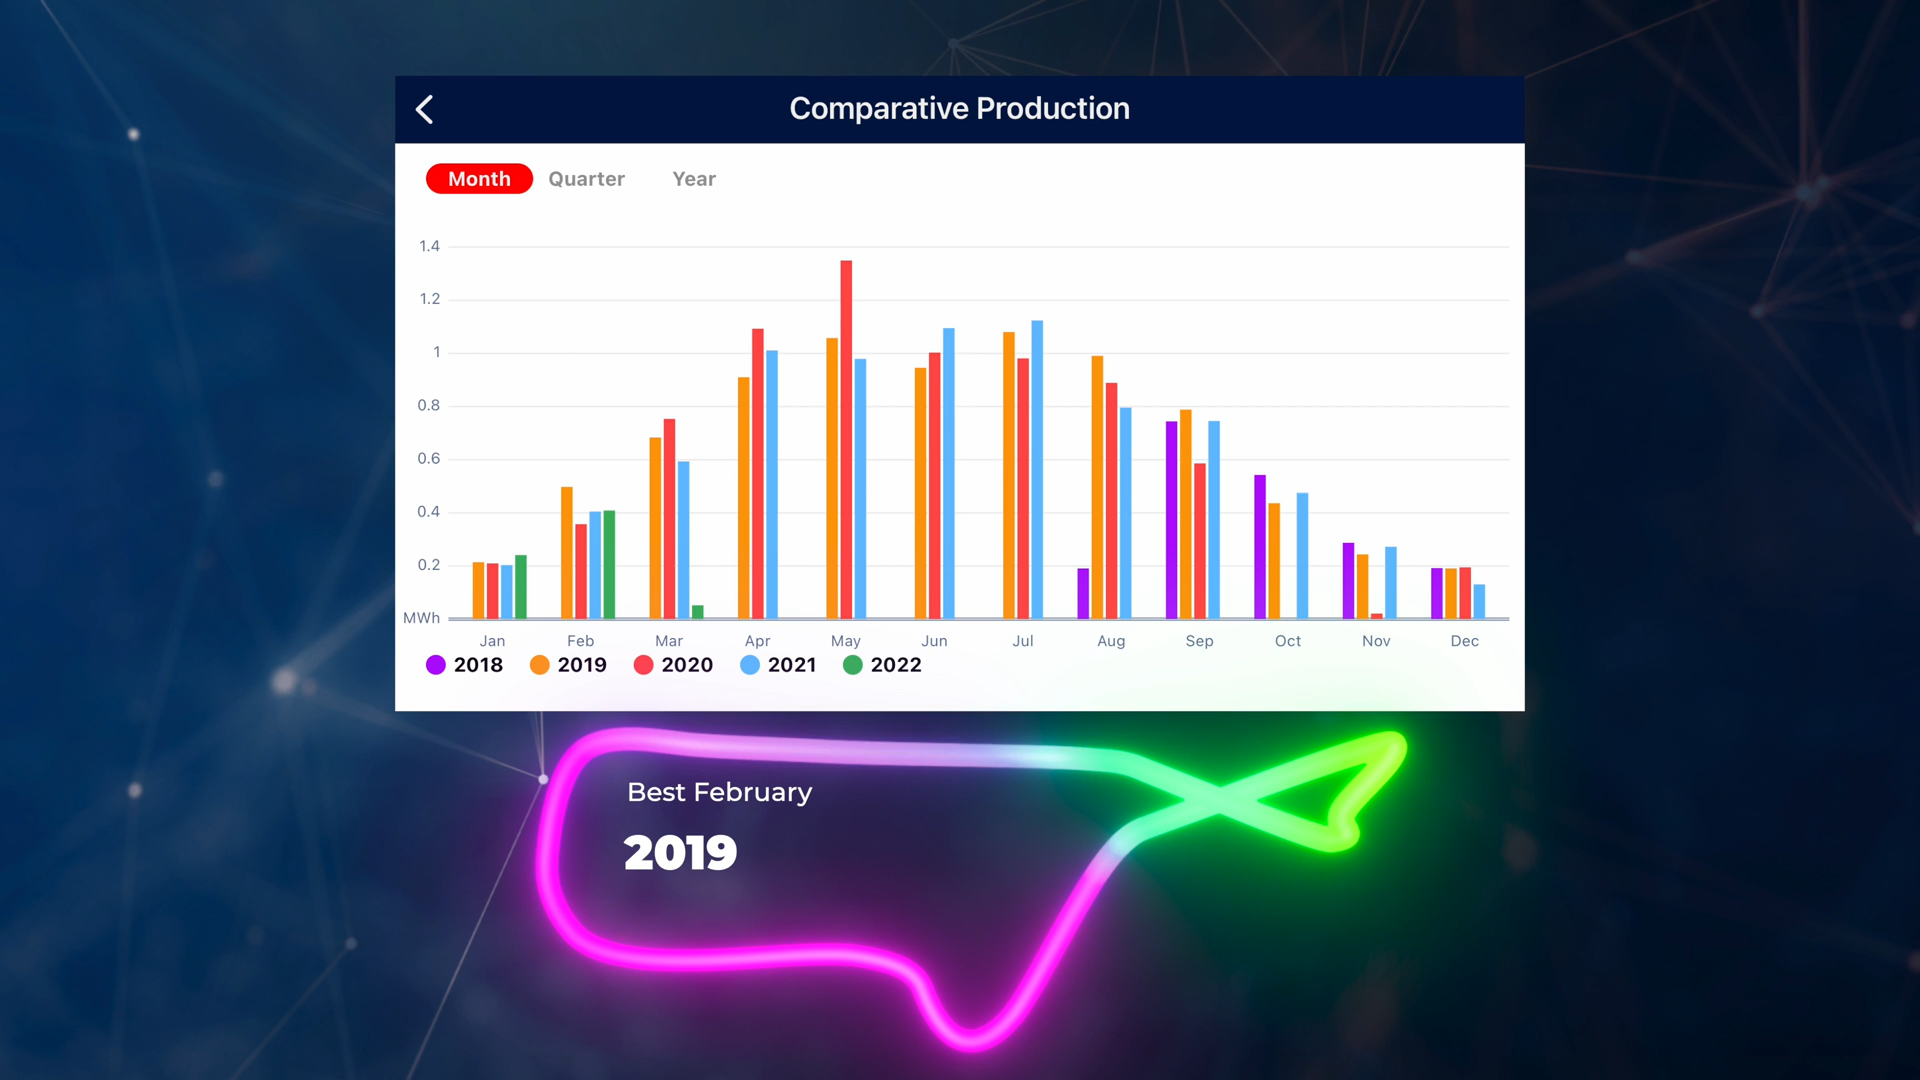 Comparative Production
Month Quarter Year
1.4
1.2
1
0.8
0.6
0.4
0.2
MWh
Jan Feb Mar Apr May Jun Jul Aug Sep Oct Nov Dec
2018 2019 2020 2021 2022
Best February
2019